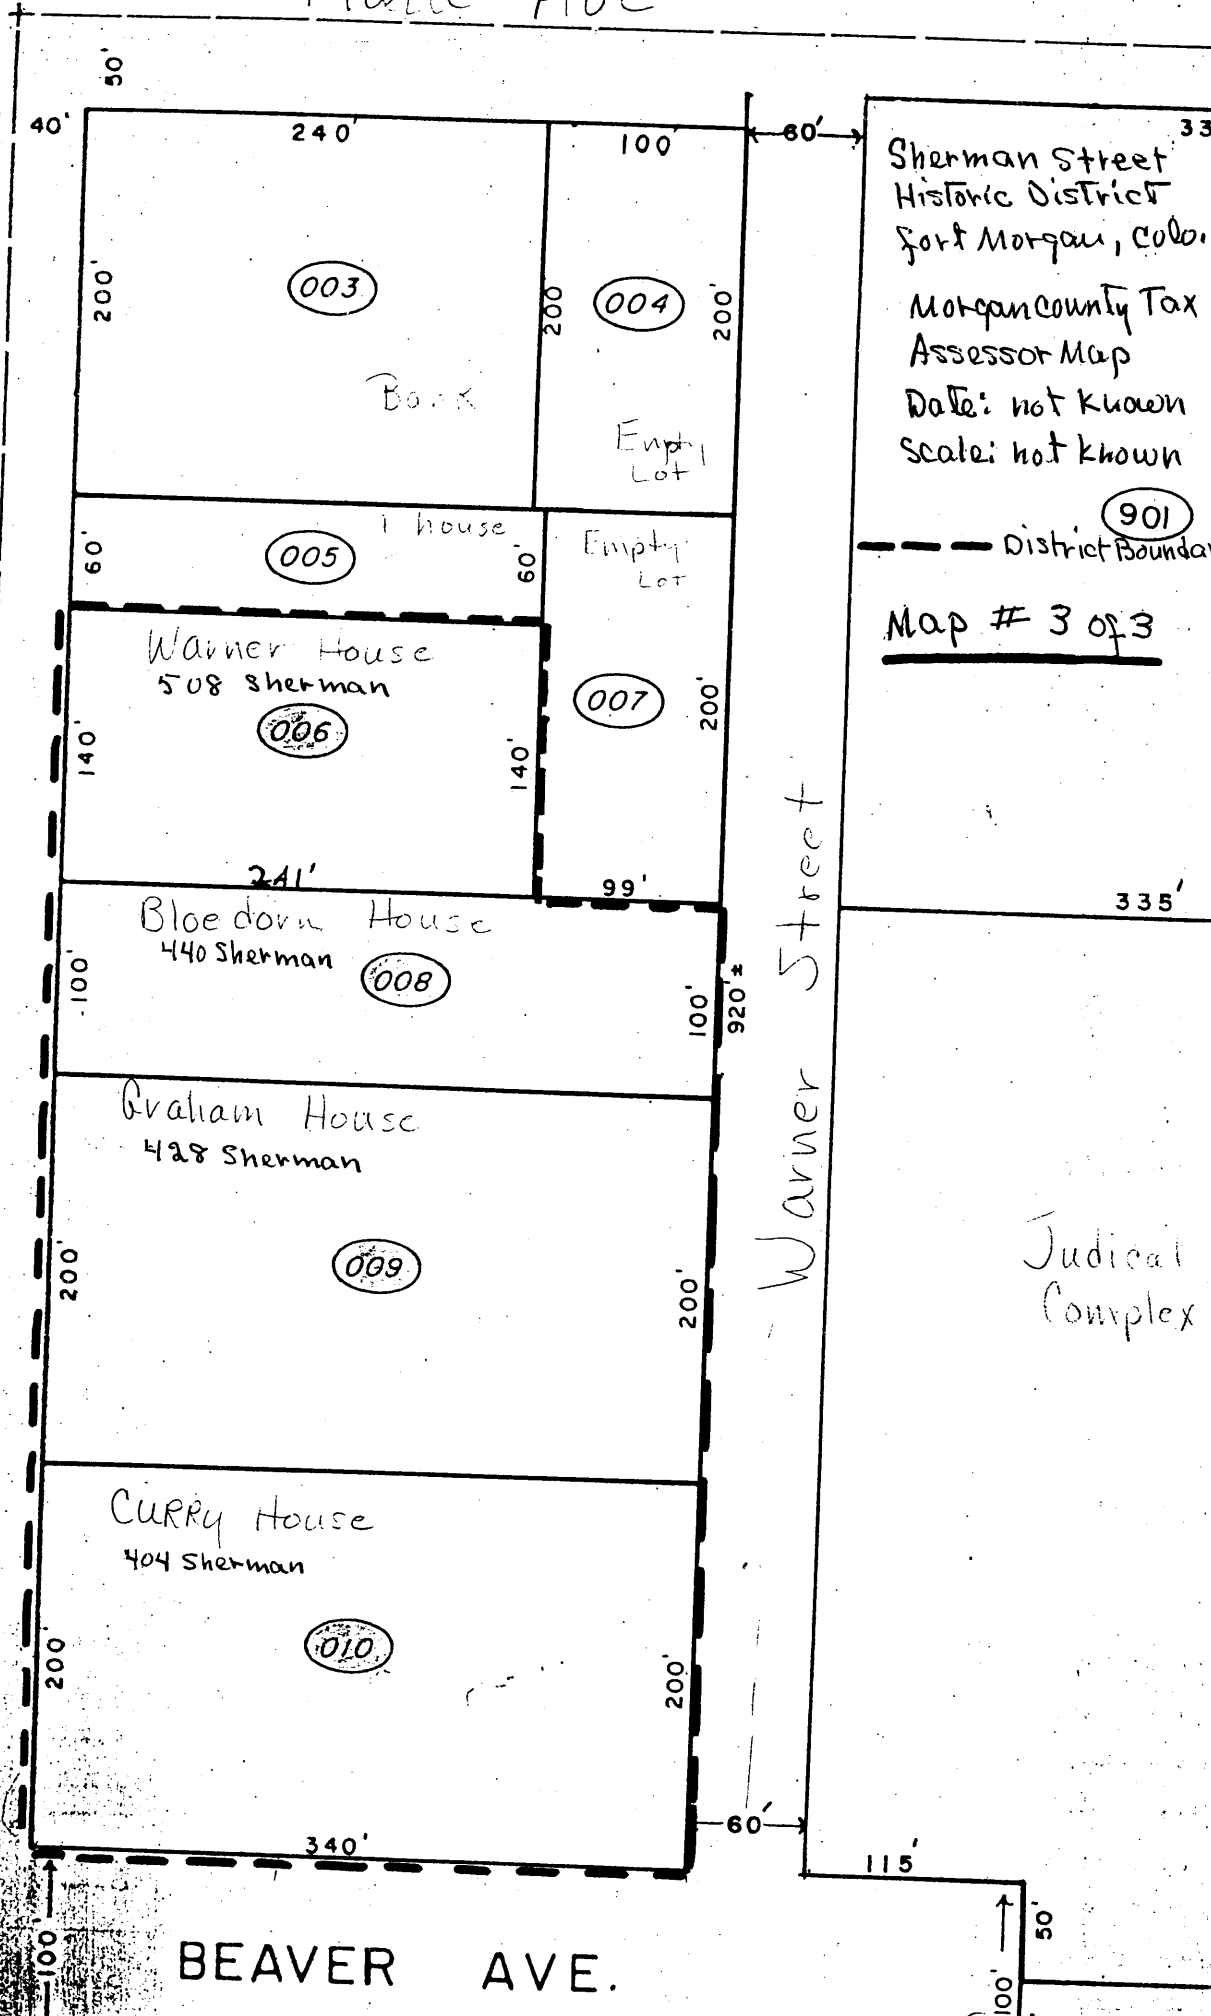 50'
40'
240'
100'
60'
200'
003
200
004
200'
Empty
Lot
Sherman Street
Historic District
Fort Morgan, Colo.
Morgan County Tax
Assessor Map
Date: not known
Scale: not known
901
District Bounda
Map # 3 of 3
60'
005
1 house
60'
Empty
Lot
Warner House
508 Sherman
006
140'
140'
007
200'
241'
99'
335'
Bloedorn House
440 Sherman
008
100'
100'
920'±
Warner Street
Graham House
428 Sherman
009
200'
200'
Judical
Complex
CURRY House
404 Sherman
010
200'
200'
60'
340'
115'
100'
BEAVER AVE.
50'
100'